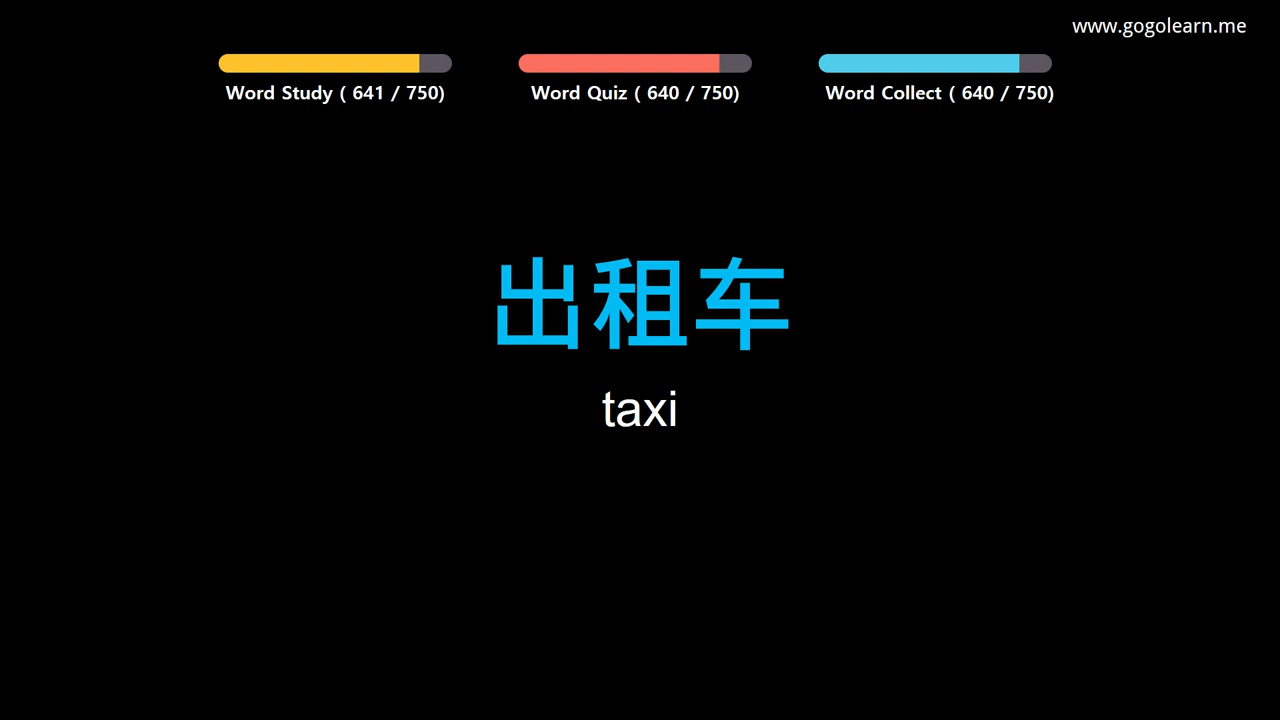 www.gogolearn.me
Word Study ( 641 / 750)
Word Quiz ( 640 / 750)
Word Collect ( 640 / 750)
出租车
taxi